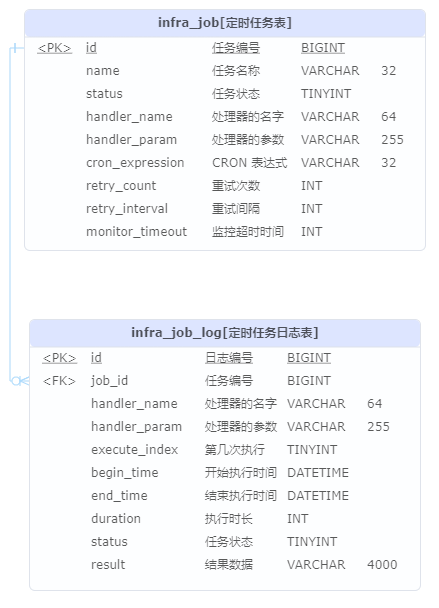 infra_job[定时任务表]
<PK> id 任务编号 BIGINT
name 任务名称 VARCHAR 32
status 任务状态 TINYINT
handler_name 处理器的名字 VARCHAR 64
handler_param 处理器的参数 VARCHAR 255
cron_expression CRON 表达式 VARCHAR 32
retry_count 重试次数 INT
retry_interval 重试间隔 INT
monitor_timeout 监控超时时间 INT
infra_job_log[定时任务日志表]
<PK> id 日志编号 BIGINT
<FK> job_id 任务编号 BIGINT
handler_name 处理器的名字 VARCHAR 64
handler_param 处理器的参数 VARCHAR 255
execute_index 第几次执行 TINYINT
begin_time 开始执行时间 DATETIME
end_time 结束执行时间 DATETIME
duration 执行时长 INT
status 任务状态 TINYINT
result 结果数据 VARCHAR 4000